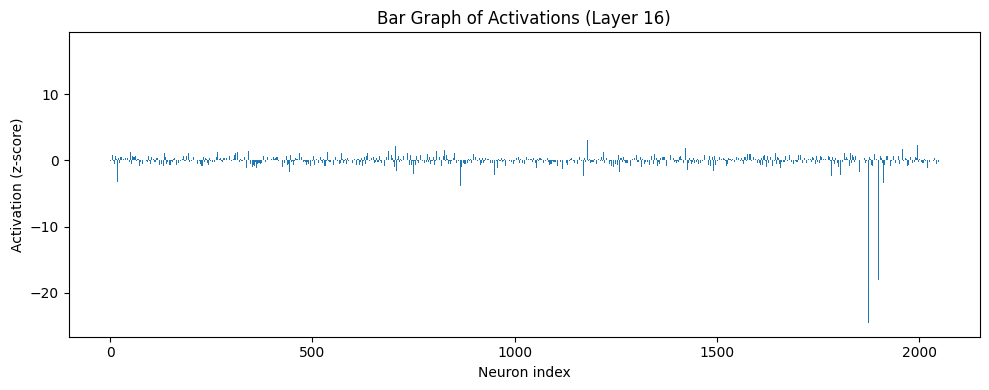 Bar Graph of Activations (Layer 16)
Activation (z-score)
10
0
−10
−20
0 500 1000 1500 2000
Neuron index